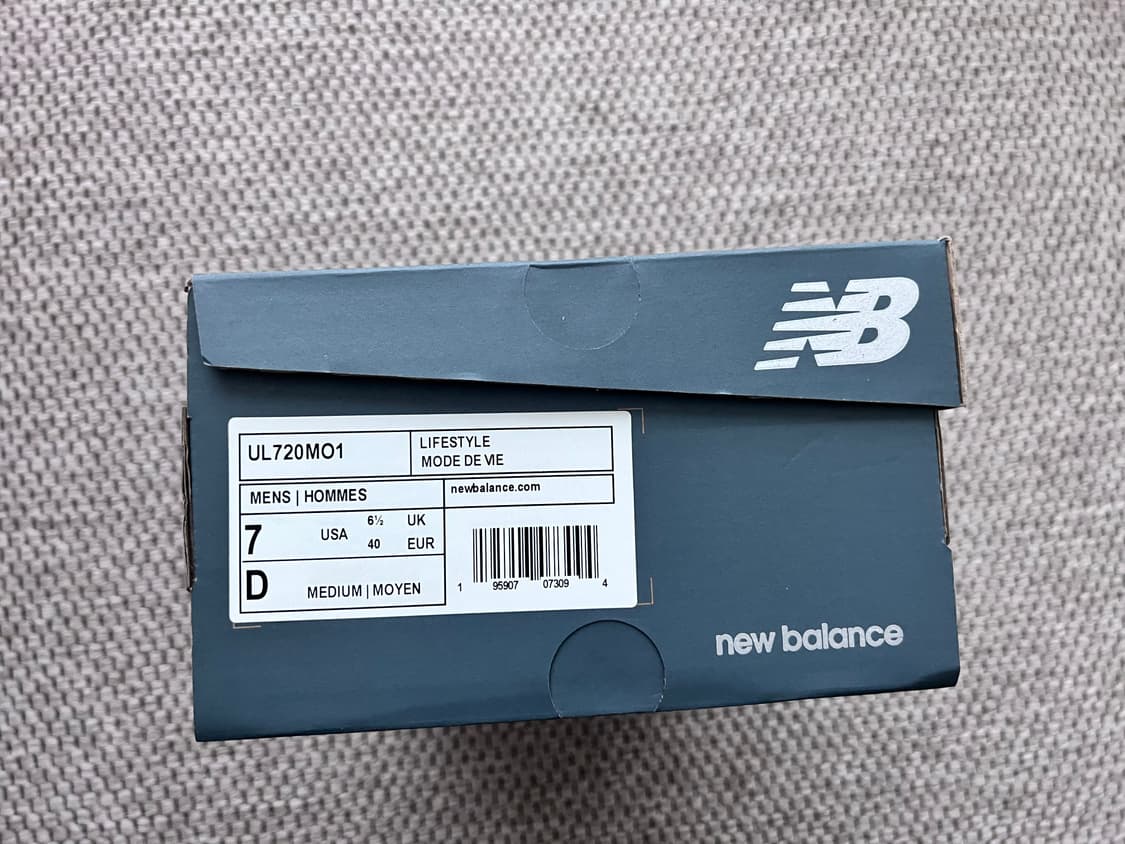 NB
UL720MO1
LIFESTYLE
MODE DE VIE
MENS | HOMMES
newbalance.com
7 USA 6½ UK
40 EUR
D MEDIUM | MOYEN
1 95907 07309 4
new balance